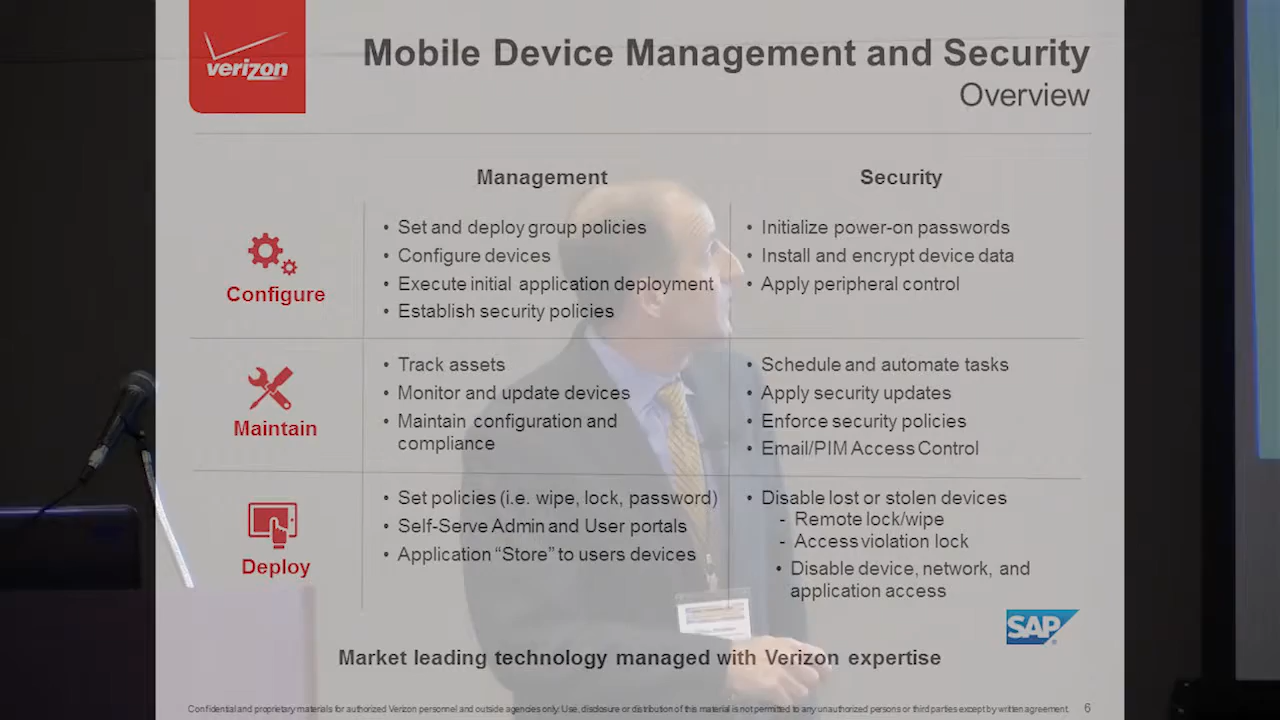 verizon
Mobile Device Management and Security
Overview
Management
Security
Configure
• Set and deploy group policies
• Configure devices
• Execute initial application deployment
• Establish security policies
• Initialize power-on passwords
• Install and encrypt device data
• Apply peripheral control
Maintain
• Track assets
• Monitor and update devices
• Maintain configuration and
compliance
• Schedule and automate tasks
• Apply security updates
• Enforce security policies
• Email/PIM Access Control
Deploy
• Set policies (i.e. wipe, lock, password)
• Self-Serve Admin and User portals
• Application “Store” to users devices
• Disable lost or stolen devices
- Remote lock/wipe
- Access violation lock
• Disable device, network, and
application access
SAP
Market leading technology managed with Verizon expertise
Confidential and proprietary materials for authorized Verizon personnel and outside agencies only. Use, disclosure or distribution of this material is not permitted to any unauthorized persons or third parties except by written agreement.
6